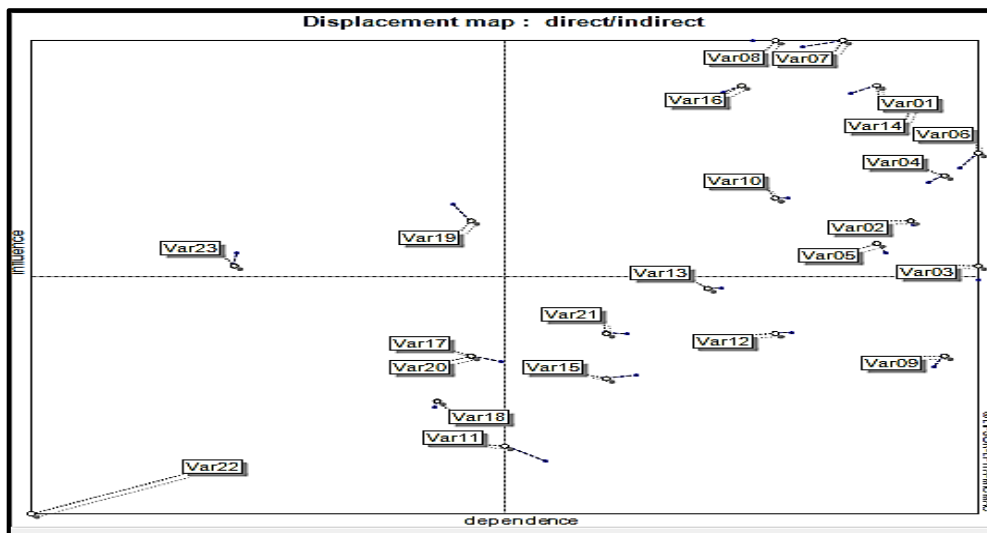 Displacement map : direct/indirect
Var08
Var07
Var16
Var01
Var14
Var06
Var04
Var10
Var02
Var19
Var23
Var05
influence
Var03
Var13
Var21
Var17
Var12
Var20
Var15
Var09
Var18
Var11
Var22
dependence